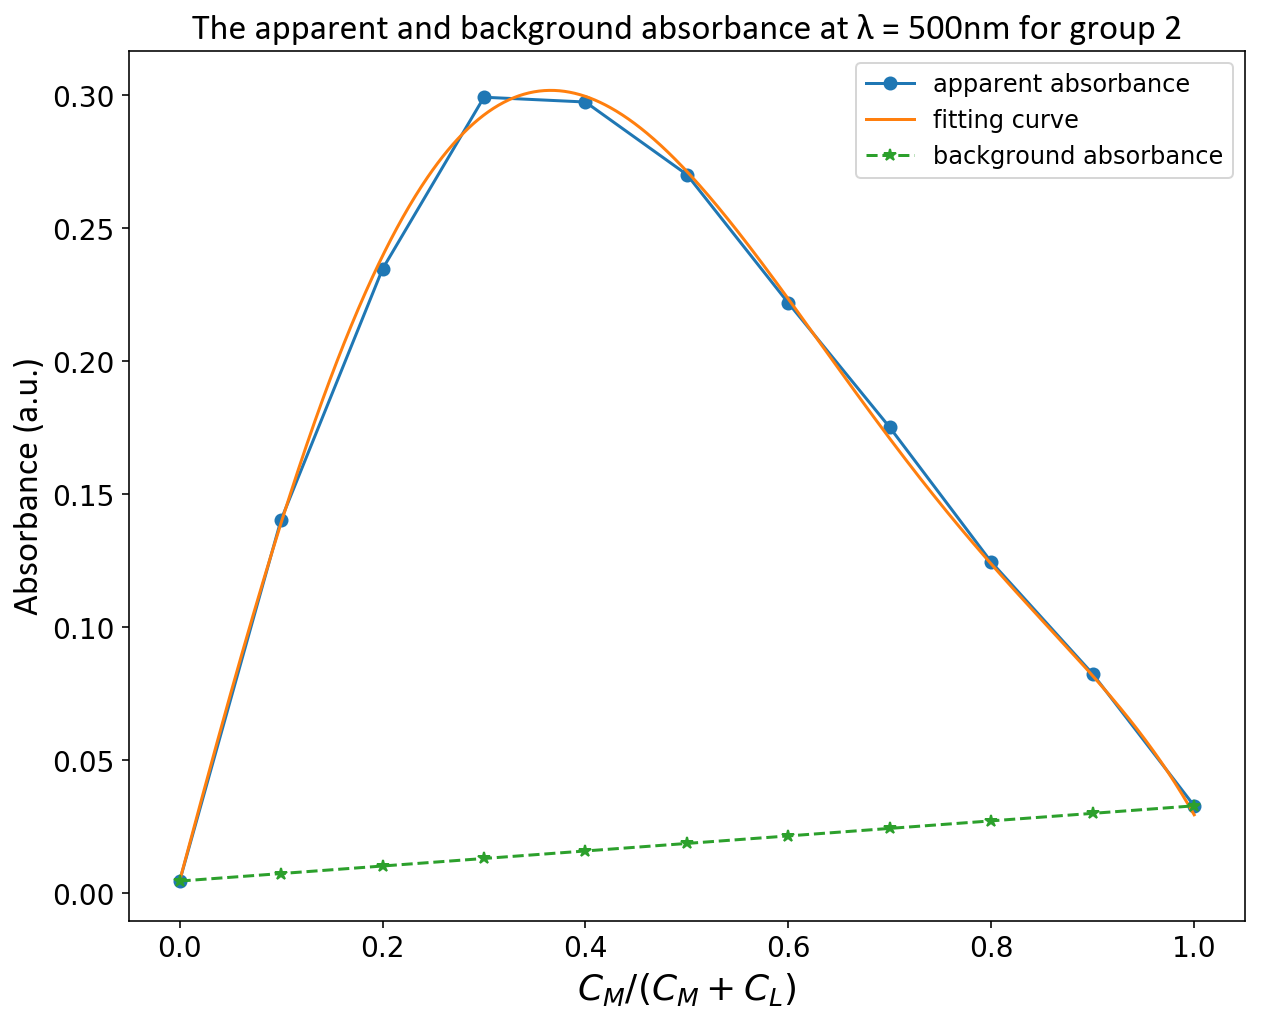 The apparent and background absorbance at λ = 500nm for group 2
apparent absorbance
fitting curve
background absorbance
Absorbance (a.u.)
0.30
0.25
0.20
0.15
0.10
0.05
0.00
0.0 0.2 0.4 0.6 0.8 1.0
C_M/(C_M + C_L)